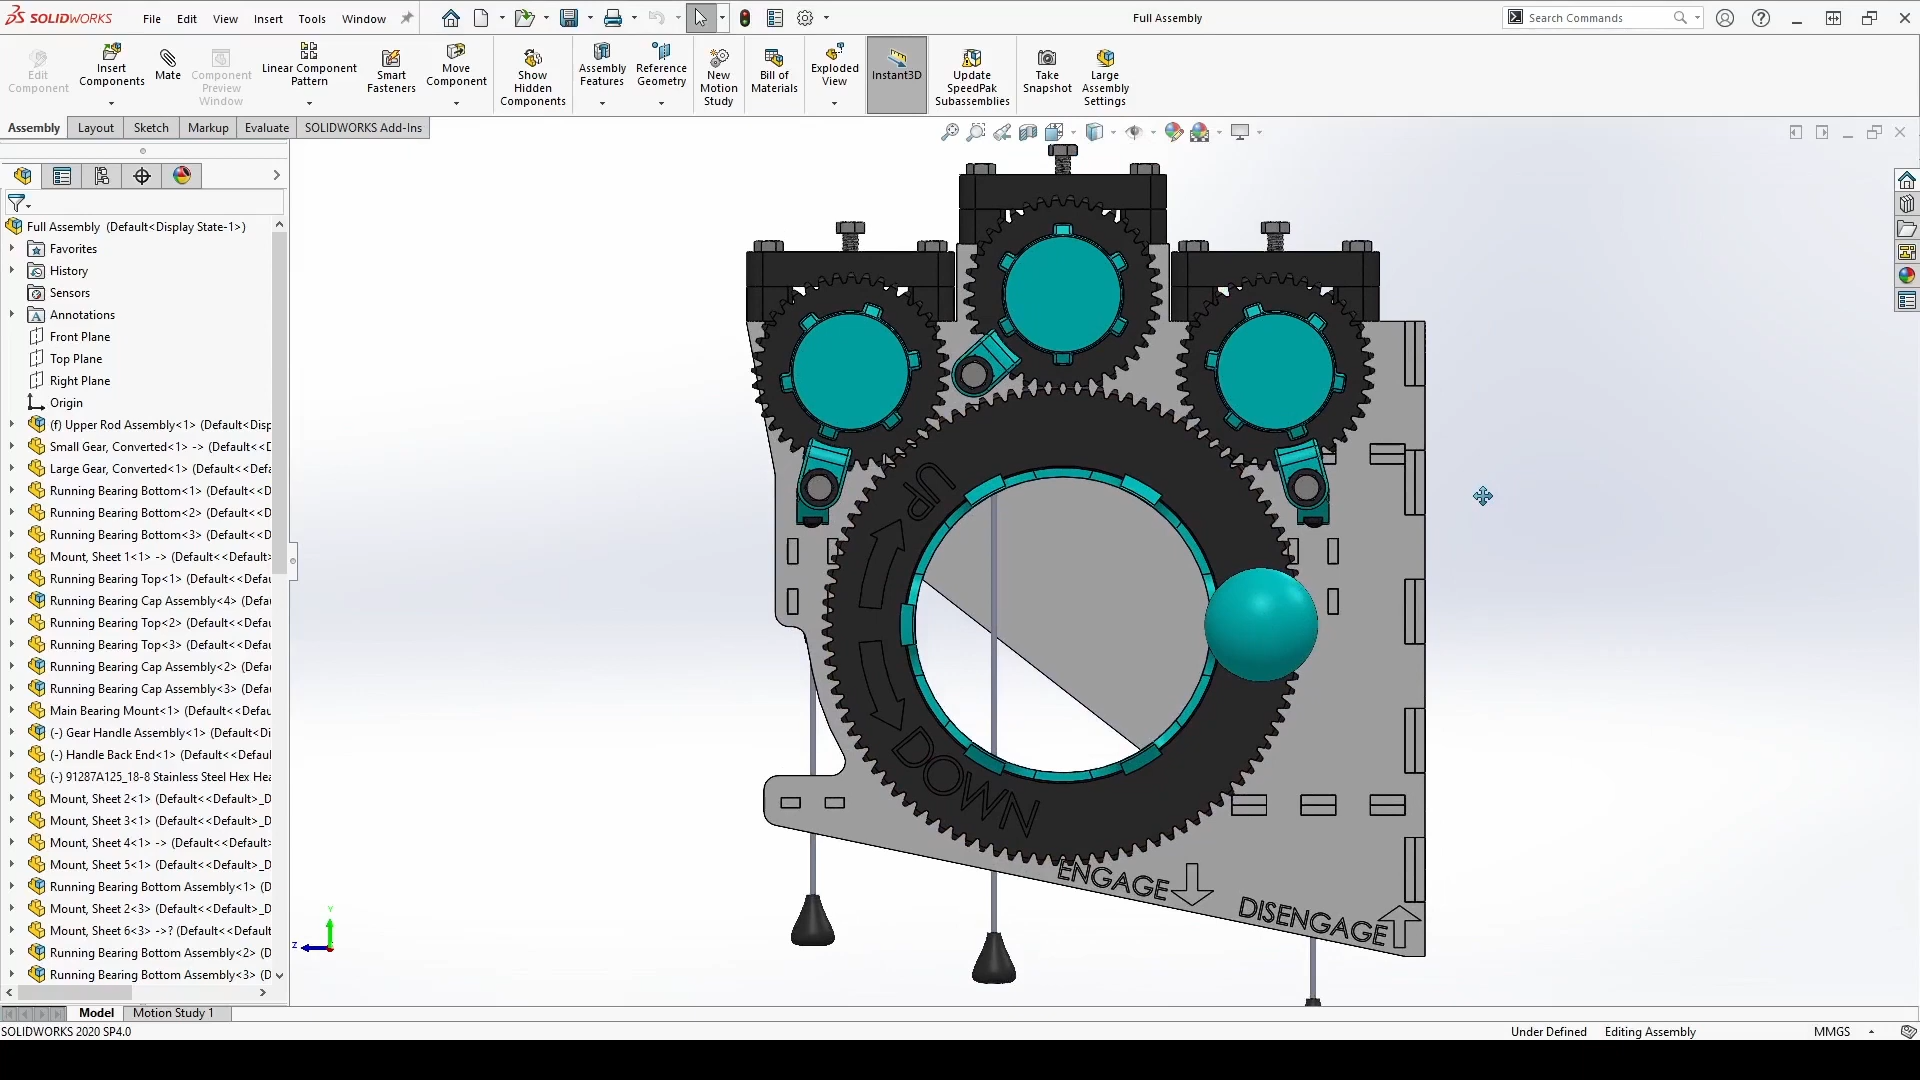 SOLIDWORKS File Edit View Insert Tools Window Full Assembly Search Commands
Edit Component
Insert Components
Mate
Component Preview Window
Linear Component Pattern
Smart Fasteners
Move Component
Show Hidden Components
Assembly Features
Reference Geometry
New Motion Study
Bill of Materials
Exploded View
Instant3D
Update SpeedPak Subassemblies
Take Snapshot
Large Assembly Settings
Assembly Layout Sketch Markup Evaluate SOLIDWORKS Add-Ins
Full Assembly (Default<Display State-1>)
Favorites
History
Sensors
Annotations
Front Plane
Top Plane
Right Plane
Origin
(f) Upper Rod Assembly<1> (Default<Disp
Small Gear, Converted<1> -> (Default<<D
Large Gear, Converted<1> (Default<<Defa
Running Bearing Bottom<1> (Default<<D
Running Bearing Bottom<2> (Default<<D
Running Bearing Bottom<3> (Default<<D
Mount, Sheet 1<1> -> (Default<<Default>
Running Bearing Top<1> (Default<<Defau
Running Bearing Cap Assembly<4> (Defau
Running Bearing Top<2> (Default<<Defau
Running Bearing Top<3> (Default<<Defau
Running Bearing Cap Assembly<2> (Defau
Running Bearing Cap Assembly<3> (Defau
Main Bearing Mount<1> (Default<<Defau
(-) Gear Handle Assembly<1> (Default<Di
(-) Handle Back End<1> (Default<<Default
(-) 91287A125_18-8 Stainless Steel Hex Hea
Mount, Sheet 2<1> (Default<<Default>_D
Mount, Sheet 3<1> (Default<<Default>_D
Mount, Sheet 4<1> -> (Default<<Default>
Mount, Sheet 5<1> (Default<<Default>_D
Running Bearing Bottom Assembly<1> (D
Mount, Sheet 2<3> (Default<<Default>_D
Mount, Sheet 6<3> ->? (Default<<Default
Running Bearing Bottom Assembly<2> (D
Running Bearing Bottom Assembly<3> (D
UP
DOWN
ENGAGE
DISENGAGE
Y
Z
Model Motion Study 1
SOLIDWORKS 2020 SP4.0 Under Defined Editing Assembly MMGS